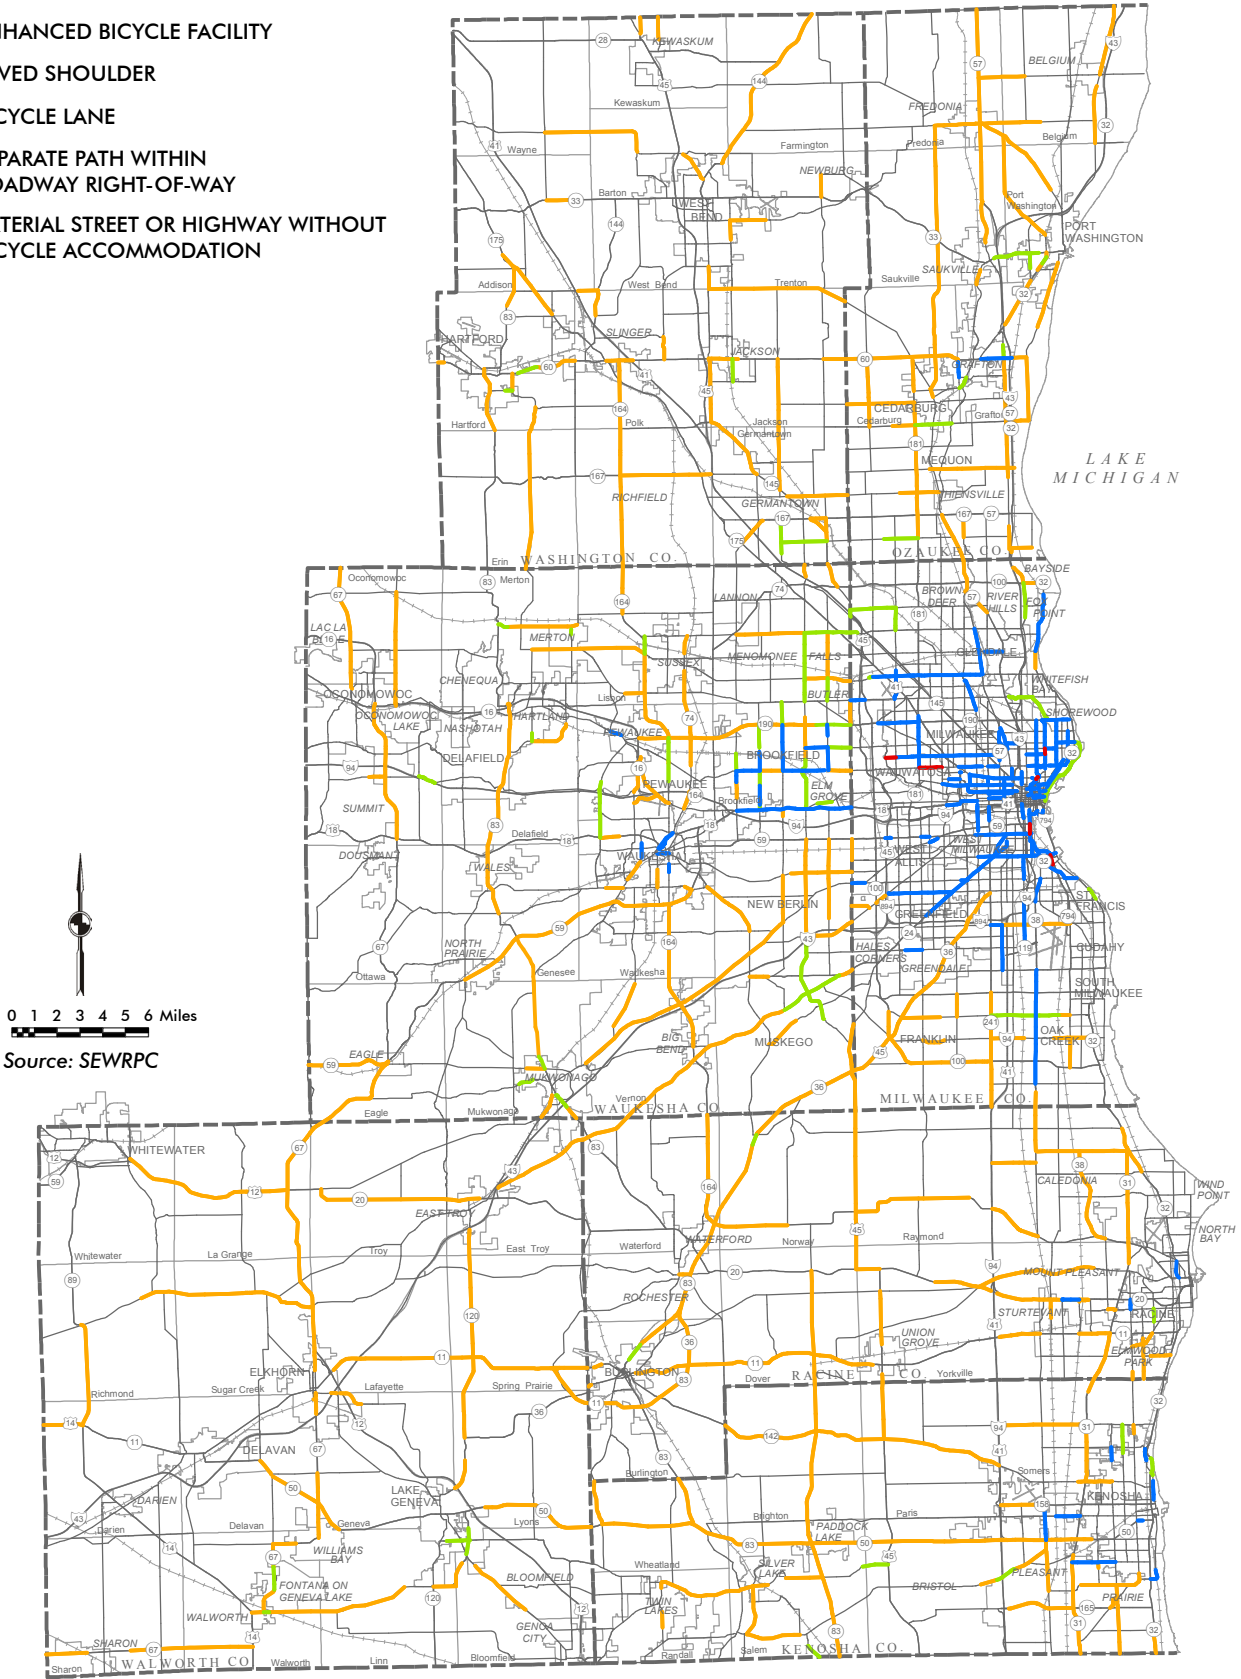 NHANCED BICYCLE FACILITY
VED SHOULDER
CYCLE LANE
PARATE PATH WITHIN
OADWAY RIGHT-OF-WAY
TERIAL STREET OR HIGHWAY WITHOUT
CYCLE ACCOMMODATION
KEWASKUM
BELGIUM
Kewaskum
FREDONIA
Wayne
Farmington
Fredonia
Belgium
NEWBURG
Barton
WEST
BEND
Port
Washington
PORT
WASHINGTON
Addison
West Bend
Trenton
Saukville
SAUKVILLE
HARTFORD
SLINGER
JACKSON
GRAFTON
CEDARBURG
Hartford
Polk
Jackson
Germantown
Cedarburg
Grafton
LAKE
MICHIGAN
MEQUON
RICHFIELD
GERMANTOWN
THIENSVILLE
Erin
WASHINGTON CO.
OZAUKEE CO.
Oconomowoc
Merton
BAYSIDE
LANNON
BROWN
DEER
RIVER
HILLS
FOX
POINT
LAC LA
BELLE
MERTON
SUSSEX
MENOMONEE FALLS
GLENDALE
CHENEQUA
OCONOMOWOC
Lisbon
BUTLER
WHITEFISH
BAY
OCONOMOWOC
LAKE
NASHOTAH
HARTLAND
SHOREWOOD
PEWAUKEE
MILWAUKEE
DELAFIELD
BROOKFIELD
WAUWATOSA
SUMMIT
PEWAUKEE
Brookfield
ELM
GROVE
Delafield
DOUSMAN
WALES
WAUKESHA
WEST
ALLIS
WEST
MILWAUKEE
NEW BERLIN
GREENFIELD
ST.
FRANCIS
NORTH
PRAIRIE
Ottawa
Genesee
Waukesha
HALES
CORNERS
GREENDALE
CUDAHY
SOUTH
MILWAUKEE
0 1 2 3 4 5 6 Miles
Source: SEWRPC
EAGLE
BIG
BEND
MUSKEGO
FRANKLIN
OAK
CREEK
MUKWONAGO
Eagle
Mukwonago
Vernon
WAUKESHA CO.
MILWAUKEE CO.
WHITEWATER
CALEDONIA
WIND
POINT
NORTH
BAY
EAST TROY
Whitewater
La Grange
Troy
East Troy
Waterford
WATERFORD
Norway
Raymond
ROCHESTER
MOUNT PLEASANT
STURTEVANT
RACINE
UNION
GROVE
ELMWOOD
PARK
ELKHORN
BURLINGTON
Dover
RACINE CO.
Yorkville
Richmond
Sugar Creek
Lafayette
Spring Prairie
DELAVAN
Burlington
Somers
LAKE
GENEVA
KENOSHA
DARIEN
Darien
Delavan
Geneva
Lyons
Brighton
Paris
PADDOCK
LAKE
WILLIAMS
BAY
Wheatland
SILVER
LAKE
BLOOMFIELD
FONTANA ON
GENEVA LAKE
BRISTOL
PLEASANT
PRAIRIE
TWIN
LAKES
WALWORTH
GENOA
CITY
SHARON
Sharon
WALWORTH CO
Walworth
Linn
Bloomfield
Randall
Salem
KENOSHA CO.